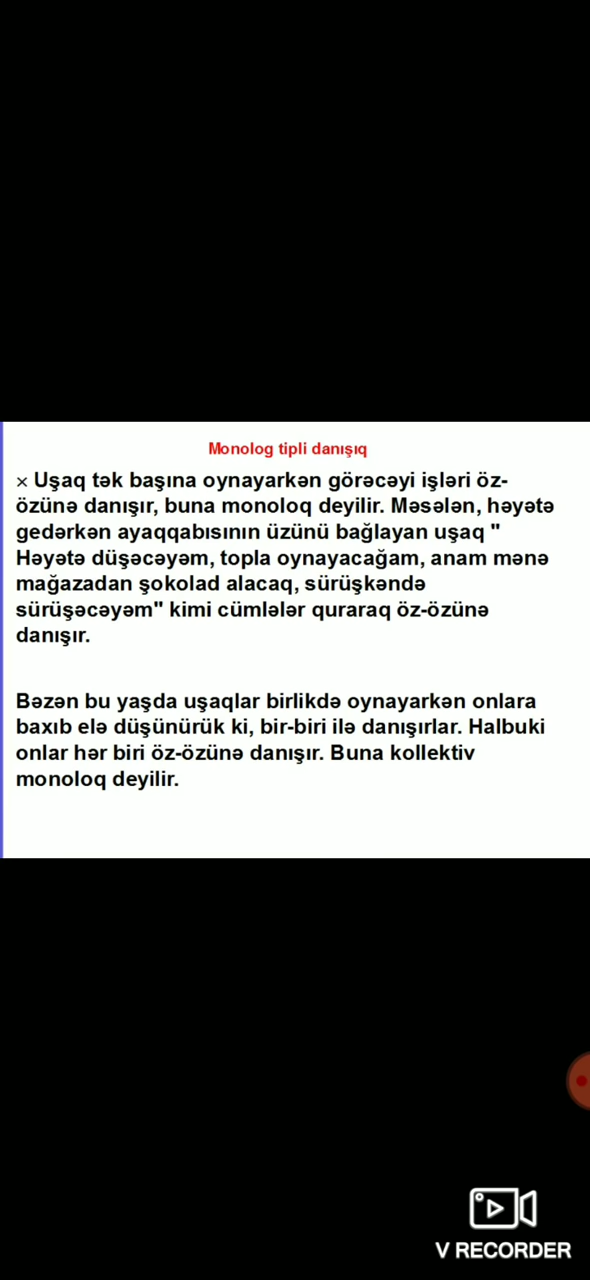 Monolog tipli danışıq
× Uşaq tək başına oynayarkən görəcəyi işləri öz-
özünə danışır, buna monoloq deyilir. Məsələn, həyətə
gedərkən ayaqqabısının üzünü bağlayan uşaq "
Həyətə düşəcəyəm, topla oynayacağam, anam mənə
mağazadan şokolad alacaq, sürüşkəndə
sürüşəcəyəm" kimi cümlələr quraraq öz-özünə
danışır.
Bəzən bu yaşda uşaqlar birlikdə oynayarkən onlara
baxıb elə düşünürük ki, bir-biri ilə danışırlar. Halbuki
onlar hər biri öz-özünə danışır. Buna kollektiv
monoloq deyilir.
V RECORDER